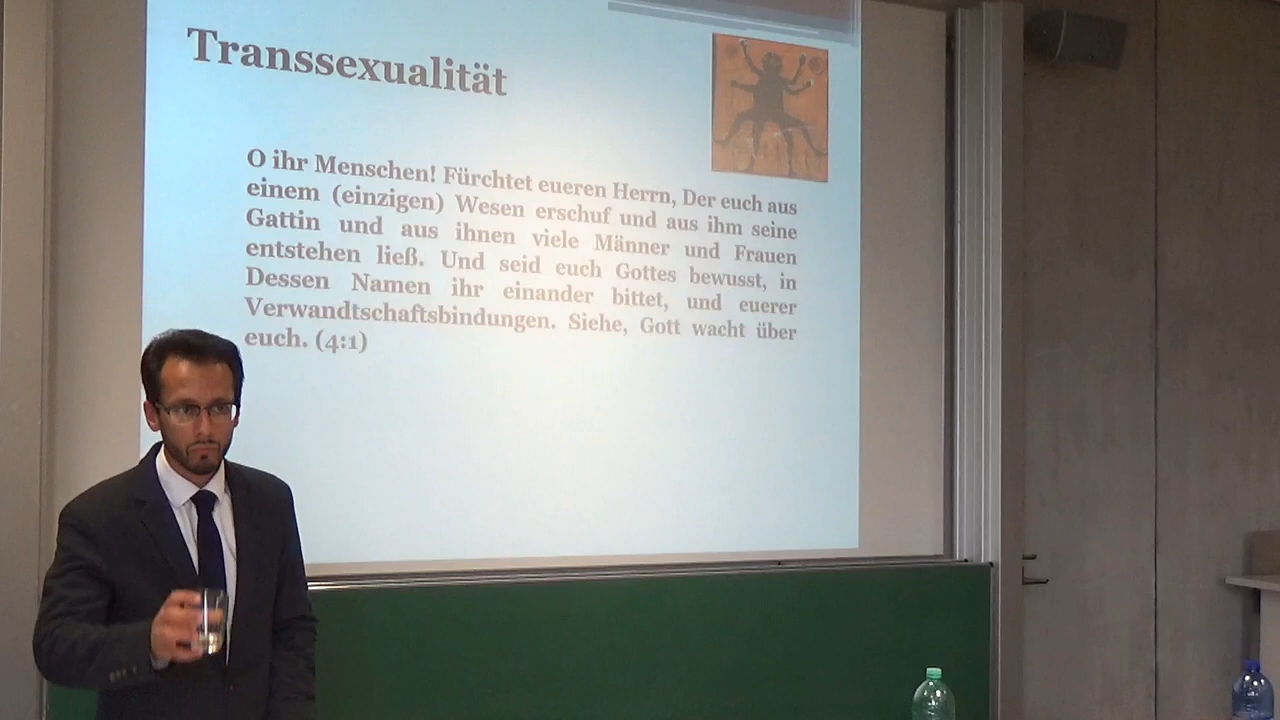 Transsexualität
O ihr Menschen! Fürchtet eueren Herrn, Der euch aus
einem (einzigen) Wesen erschuf und aus ihm seine
Gattin und aus ihnen viele Männer und Frauen
entstehen ließ. Und seid euch Gottes bewusst, in
Dessen Namen ihr einander bittet, und euerer
Verwandtschaftsbindungen. Siehe, Gott wacht über
euch. (4:1)